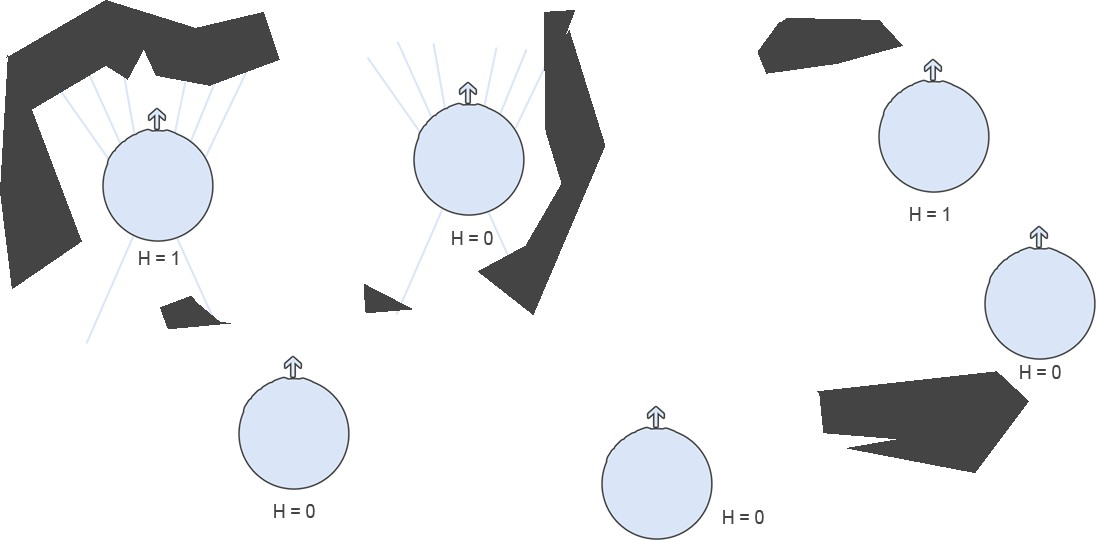 H = 1
H = 0
H = 1
H = 0
H = 0
H = 0